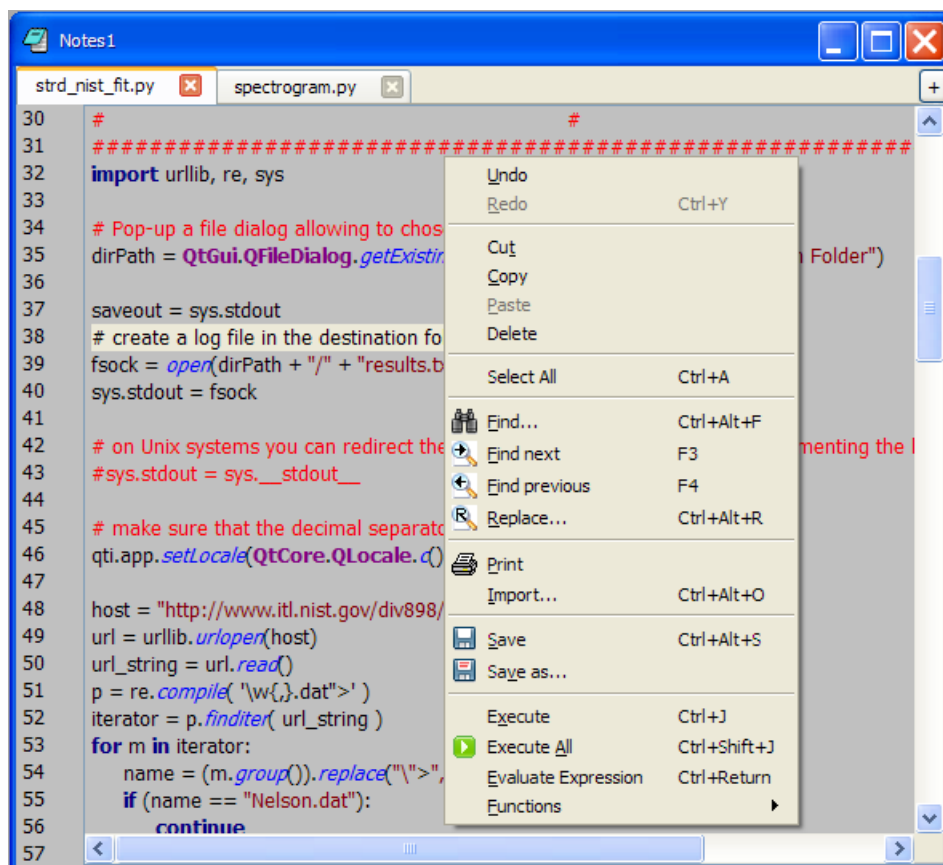 Notes1
strd_nist_fit.py spectrogram.py +
30 # #
31 #########################################################
32 import urllib, re, sys
33
34 # Pop-up a file dialog allowing to chos
35 dirPath = QtGui.QFileDialog.getExistin Folder")
36
37 saveout = sys.stdout
38 # create a log file in the destination fo
39 fsock = open(dirPath + "/" + "results.tx
40 sys.stdout = fsock
41
42 # on Unix systems you can redirect the menting the l
43 #sys.stdout = sys.__stdout__
44
45 # make sure that the decimal separato
46 qti.app.setLocale(QtCore.QLocale.c()
47
48 host = "http://www.itl.nist.gov/div898/
49 url = urllib.urlopen(host)
50 url_string = url.read()
51 p = re.compile( '\w{,}.dat">' )
52 iterator = p.finditer( url_string )
53 for m in iterator:
54 name = (m.group()).replace("\">",
55 if (name == "Nelson.dat"):
56 continue
57
Undo
Redo Ctrl+Y
Cut
Copy
Paste
Delete
Select All Ctrl+A
Find... Ctrl+Alt+F
Find next F3
Find previous F4
Replace... Ctrl+Alt+R
Print
Import... Ctrl+Alt+O
Save Ctrl+Alt+S
Save as...
Execute Ctrl+J
Execute All Ctrl+Shift+J
Evaluate Expression Ctrl+Return
Functions